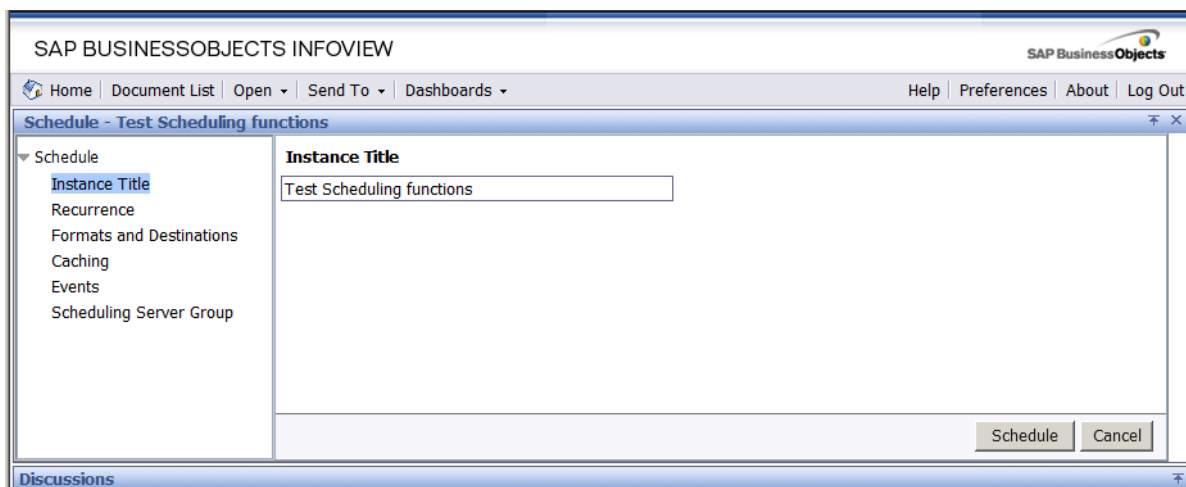 SAP BUSINESSOBJECTS INFOVIEW
SAP BusinessObjects
Home Document List Open Send To Dashboards Help Preferences About Log Out
Schedule - Test Scheduling functions
Schedule
Instance Title
Recurrence
Formats and Destinations
Caching
Events
Scheduling Server Group
Instance Title
Test Scheduling functions
Schedule Cancel
Discussions